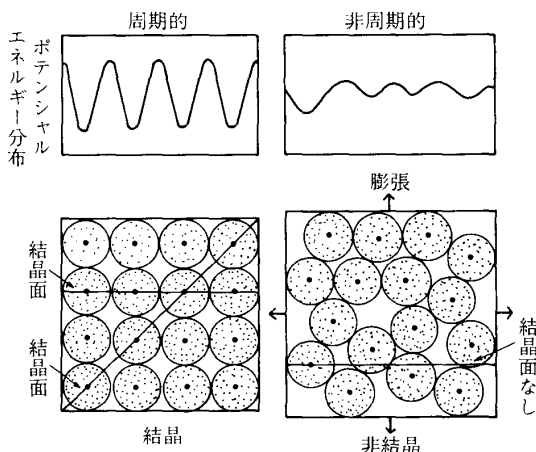 周期的
非周期的
ポテンシャル
エネルギー分布
膨張
結晶面
結晶面
結晶面なし
結晶
非結晶